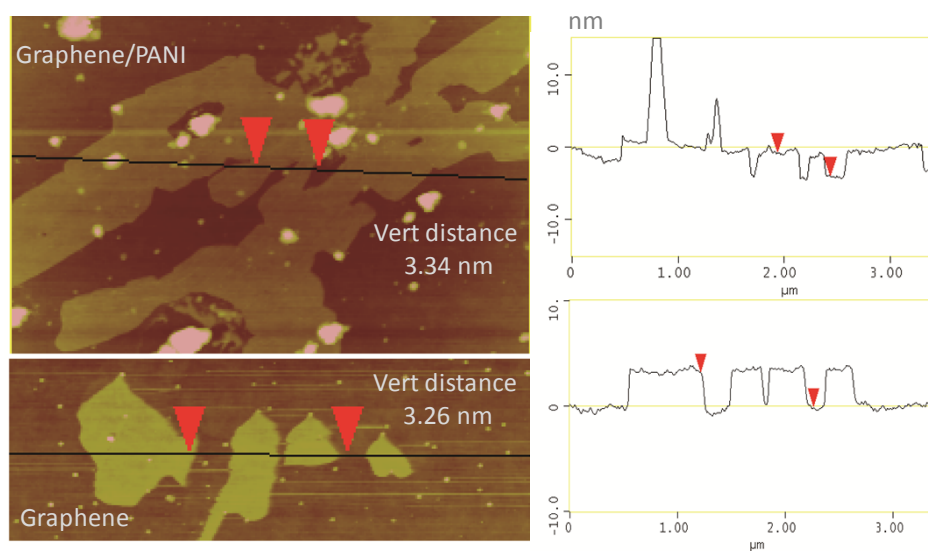 Graphene/PANI
Vert distance
3.34 nm
nm
10.0
0
-10.0
0
1.00
2.00
3.00
µm
Vert distance
3.26 nm
Graphene
10.
0
-10.0
0
1.00
2.00
3.00
µm